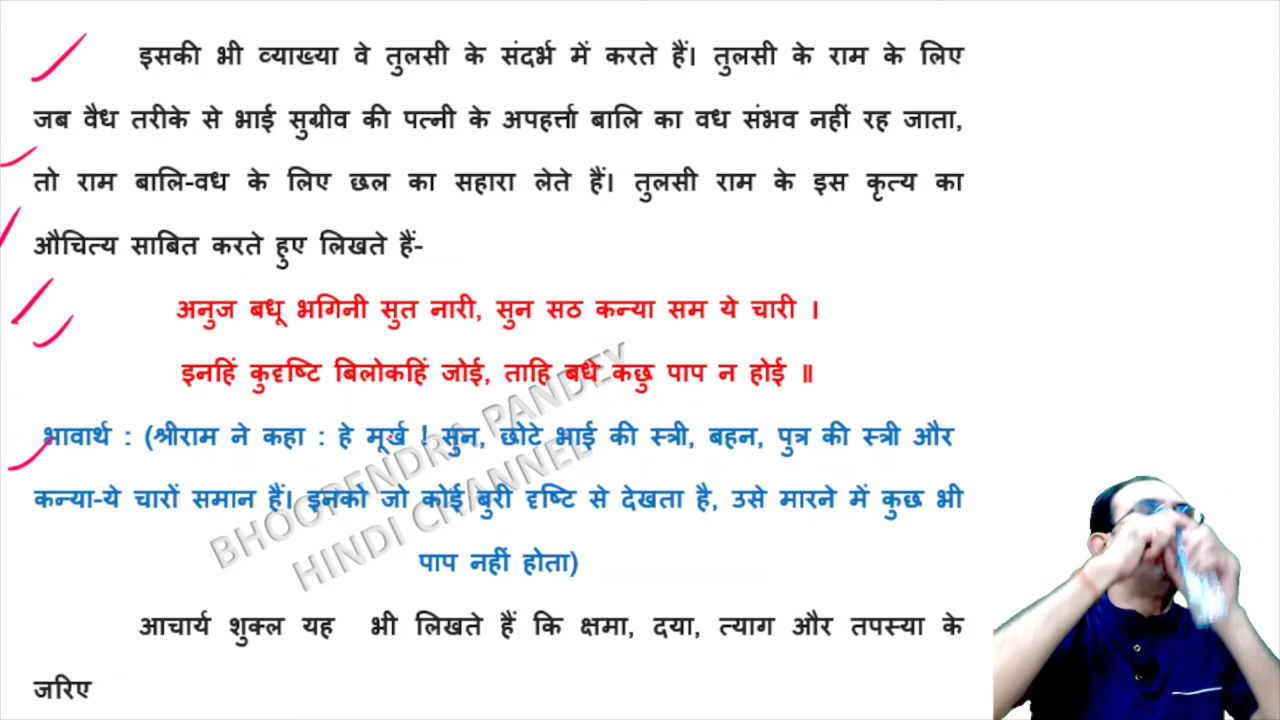 इसकी भी व्याख्या वे तुलसी के संदर्भ में करते हैं। तुलसी के राम के लिए
जब वैध तरीके से भाई सुग्रीव की पत्नी के अपहर्त्ता बालि का वध संभव नहीं रह जाता,
तो राम बालि-वध के लिए छल का सहारा लेते हैं। तुलसी राम के इस कृत्य का
औचित्य साबित करते हुए लिखते हैं-
अनुज बधू भगिनी सुत नारी, सुन सठ कन्या सम ये चारी ।
इनहिं कुदृष्टि बिलोकहिं जोई, ताहि बधे कछु पाप न होई ॥
भावार्थ : (श्रीराम ने कहा : हे मूर्ख ! सुन, छोटे भाई की स्त्री, बहन, पुत्र की स्त्री और
कन्या-ये चारों समान हैं। इनको जो कोई बुरी दृष्टि से देखता है, उसे मारने में कुछ भी
पाप नहीं होता)
आचार्य शुक्ल यह भी लिखते हैं कि क्षमा, दया, त्याग और तपस्या के
जरिए
BHOOPENDRA PANDEY
HINDI CHANNEL